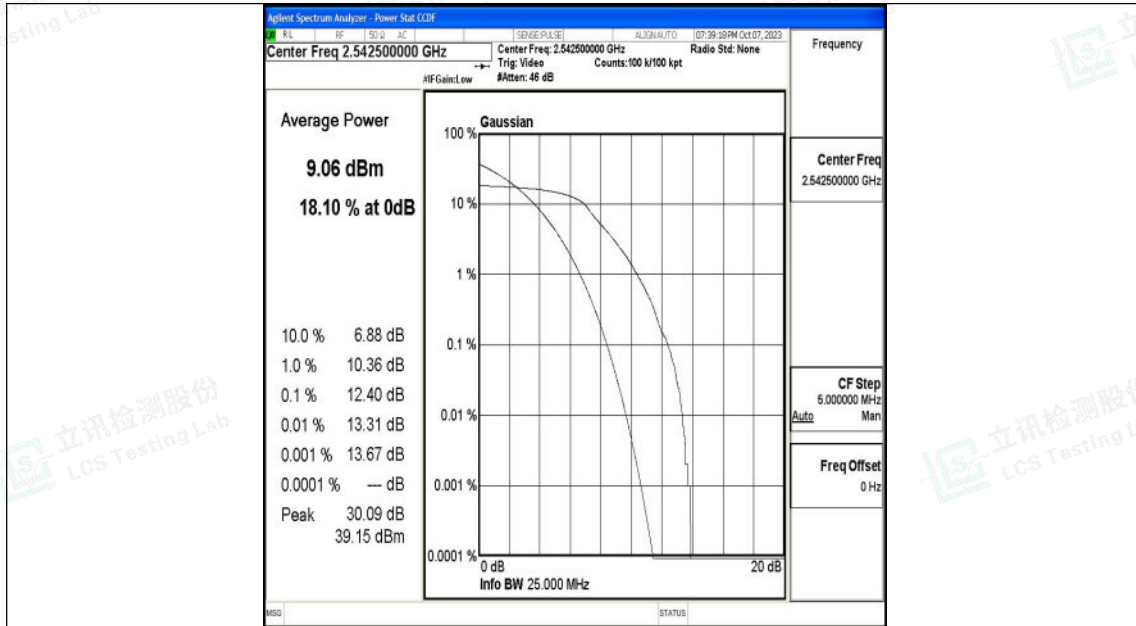 Agilent Spectrum Analyzer - Power Stat CCDF
RL RF 50 Ω AC SENSE:PULSE ALIGNAUTO 07:39:18PM Oct 07, 2023
Center Freq 2.542500000 GHz
Center Freq: 2.542500000 GHz Radio Std: None
Trig: Video Counts:100 k/100 kpt
#IFGain:Low #Atten: 46 dB
Frequency
Average Power
9.06 dBm
18.10 % at 0dB
10.0 % 6.88 dB
1.0 % 10.36 dB
0.1 % 12.40 dB
0.01 % 13.31 dB
0.001 % 13.67 dB
0.0001 % --- dB
Peak 30.09 dB
39.15 dBm
Gaussian
100 %
10 %
1 %
0.1 %
0.01 %
0.001 %
0.0001 %
0 dB 20 dB
Info BW 25.000 MHz
Center Freq
2.542500000 GHz
CF Step
5.000000 MHz
Auto Man
Freq Offset
0 Hz
MSG STATUS
立讯检测股份
LCS Testing Lab
立讯检测股份
LCS Testing L
sting Lab